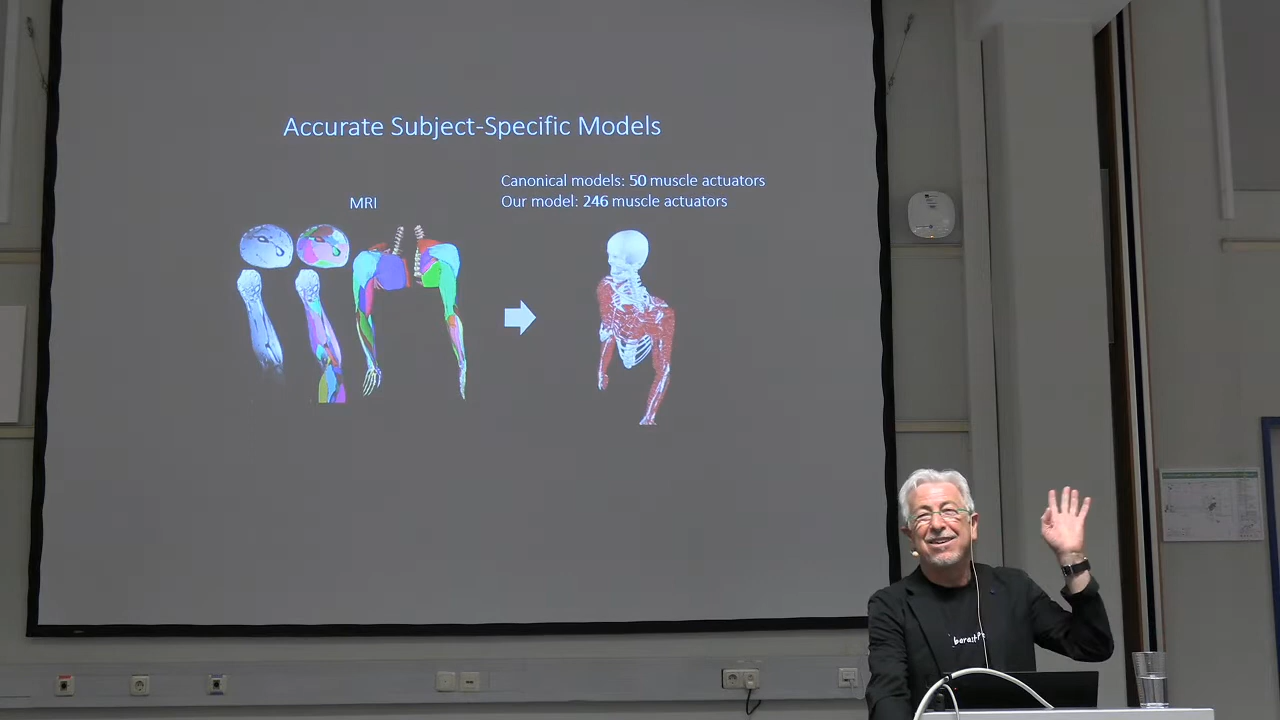 Accurate Subject-Specific Models
Canonical models: 50 muscle actuators
Our model: 246 muscle actuators
MRI